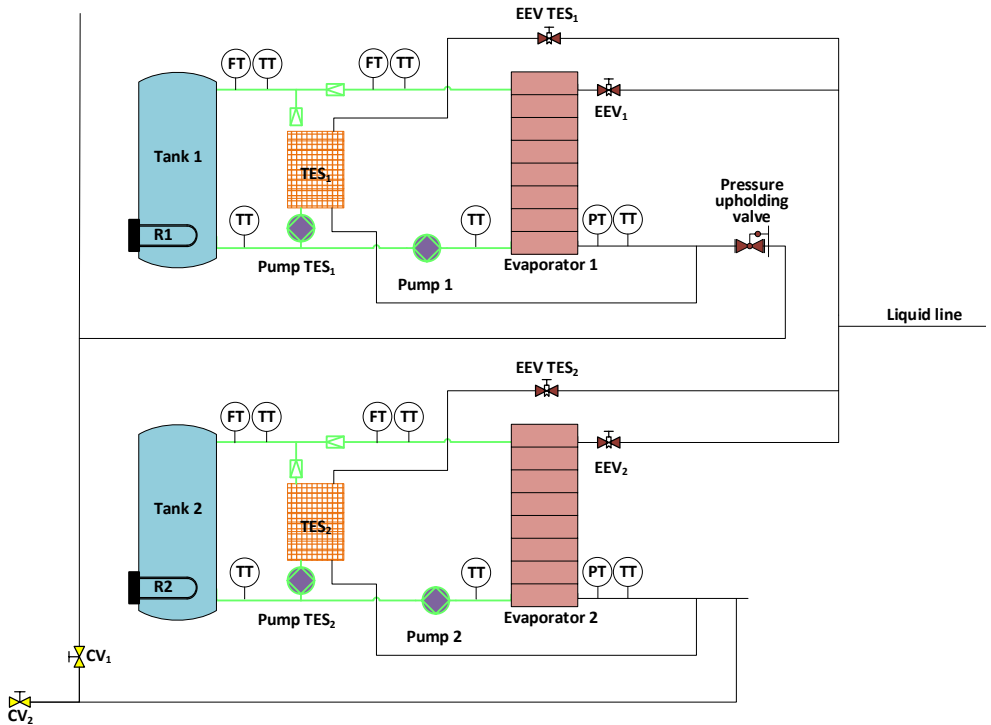 EEV TES₁
FT TT FT TT
EEV₁
Tank 1
TES₁
Pressure
upholding
valve
R1
TT TT PT TT
Pump TES₁
Pump 1
Evaporator 1
Liquid line
EEV TES₂
FT TT FT TT
EEV₂
Tank 2
TES₂
R2
TT TT PT TT
Pump TES₂
Pump 2
Evaporator 2
CV₁
CV₂